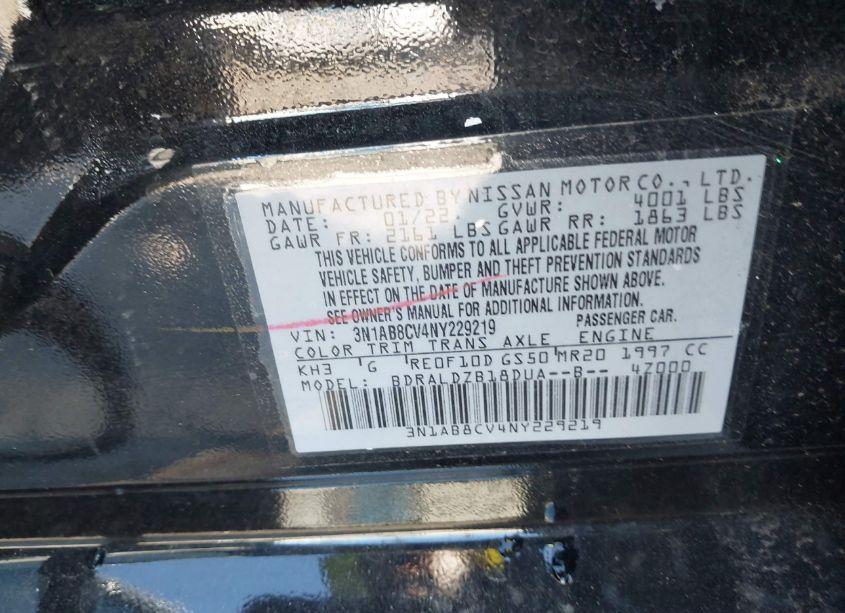 MANUFACTURED BY NISSAN MOTOR CO., LTD.
DATE: 01/22 GVWR: 4001 LBS
GAWR FR: 2161 LBS GAWR RR: 1863 LBS
THIS VEHICLE CONFORMS TO ALL APPLICABLE FEDERAL MOTOR
VEHICLE SAFETY, BUMPER AND THEFT PREVENTION STANDARDS
IN EFFECT ON THE DATE OF MANUFACTURE SHOWN ABOVE.
SEE OWNER'S MANUAL FOR ADDITIONAL INFORMATION.
VIN: 3N1AB8CV4NY229219 PASSENGER CAR.
COLOR TRIM TRANS AXLE ENGINE
KH3 G RE0F10D GS50 MR20 1997 CC
MODEL: BDRALDZB18DUA--B-- 4Z000
3N1AB8CV4NY229219